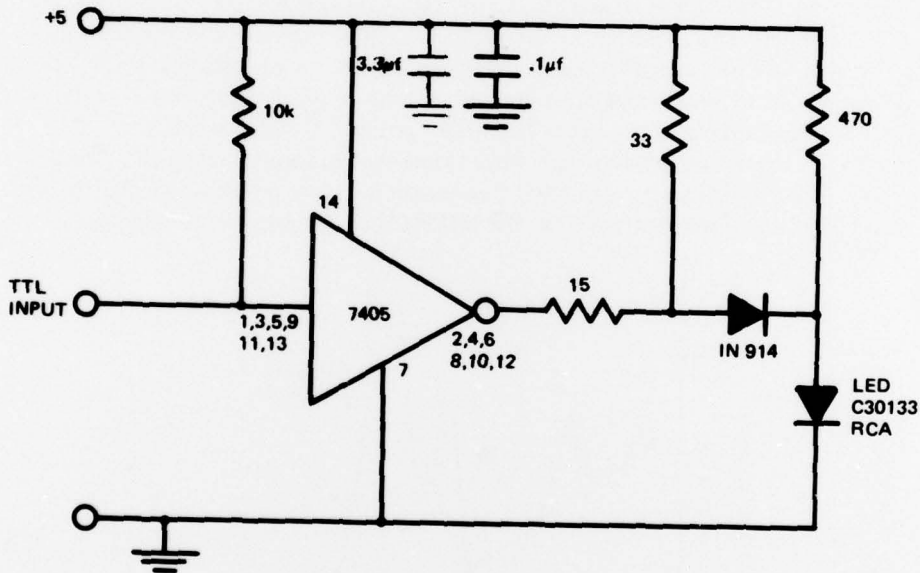 +5
3.3µf
.1µf
10k
33
470
14
TTL
INPUT
1,3,5,9
11,13
7405
15
2,4,6
8,10,12
7
IN 914
LED
C30133
RCA